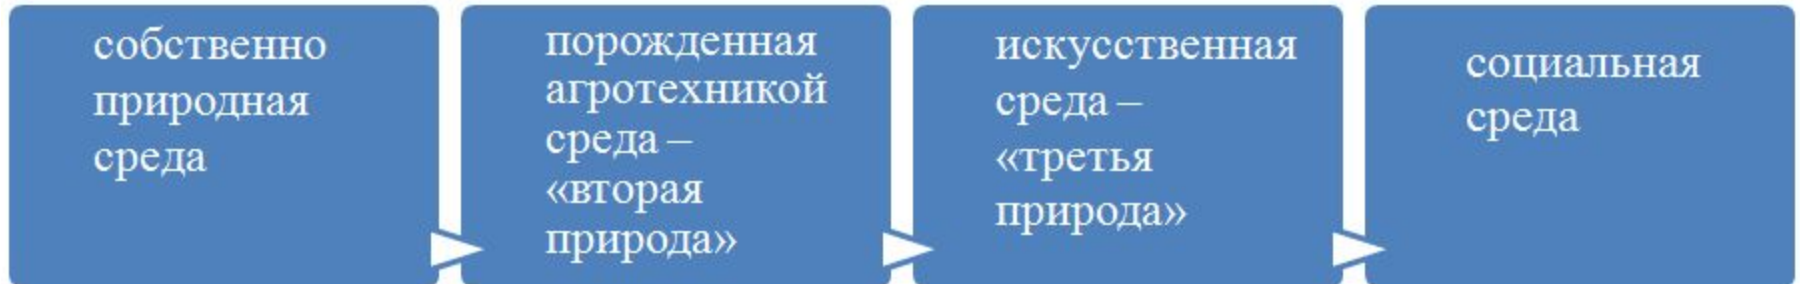 собственно
природная
среда
порожденная
агротехникой
среда –
«вторая
природа»
искусственная
среда –
«третья
природа»
социальная
среда